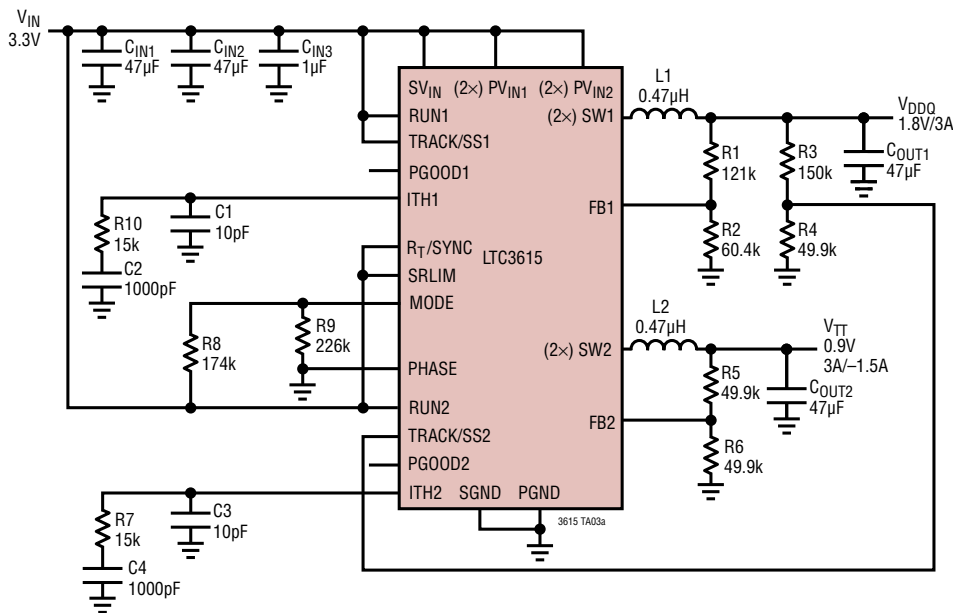 V_IN
3.3V
C_IN1
47µF
C_IN2
47µF
C_IN3
1µF
SV_IN (2×) PV_IN1 (2×) PV_IN2
RUN1
TRACK/SS1
PGOOD1
ITH1
R_T/SYNC
SRLIM
MODE
PHASE
RUN2
TRACK/SS2
PGOOD2
ITH2
SGND PGND
LTC3615
(2×) SW1
FB1
(2×) SW2
FB2
L1
0.47µH
V_DDQ
1.8V/3A
R1
121k
R3
150k
C_OUT1
47µF
R2
60.4k
R4
49.9k
R10
15k
C1
10pF
C2
1000pF
R8
174k
R9
226k
L2
0.47µH
V_TT
0.9V
3A/–1.5A
R5
49.9k
C_OUT2
47µF
R6
49.9k
R7
15k
C3
10pF
C4
1000pF
3615 TA03a